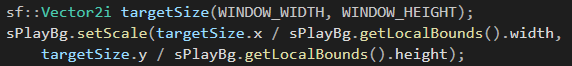 sf::Vector2i targetSize(WINDOW_WIDTH, WINDOW_HEIGHT);
sPlayBg.setScale(targetSize.x / sPlayBg.getLocalBounds().width,
targetSize.y / sPlayBg.getLocalBounds().height);